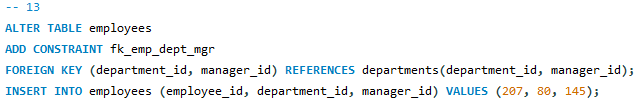 -- 13
ALTER TABLE employees
ADD CONSTRAINT fk_emp_dept_mgr
FOREIGN KEY (department_id, manager_id) REFERENCES departments(department_id, manager_id);
INSERT INTO employees (employee_id, department_id, manager_id) VALUES (207, 80, 145);